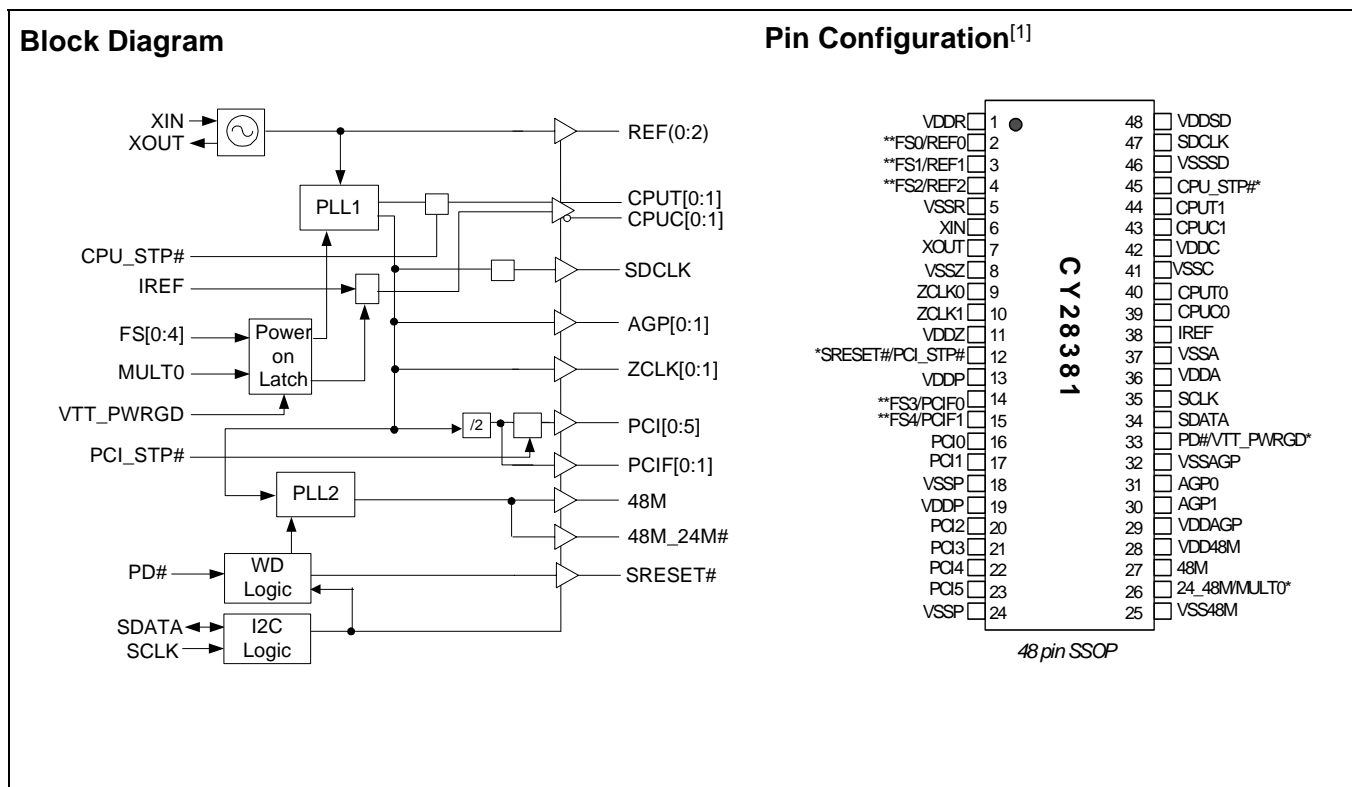 Block Diagram
XIN
XOUT
REF(0:2)
PLL1
CPUT[0:1]
CPUC[0:1]
CPU_STP#
SDCLK
IREF
FS[0:4]
Power
on
Latch
AGP[0:1]
MULT0
ZCLK[0:1]
VTT_PWRGD
/2
PCI[0:5]
PCI_STP#
PCIF[0:1]
PLL2
48M
48M_24M#
PD#
WD
Logic
SRESET#
SDATA
I2C
Logic
SCLK
Pin Configuration[1]
VDDR 1
**FS0/REF0 2
**FS1/REF1 3
**FS2/REF2 4
VSSR 5
XIN 6
XOUT 7
VSSZ 8
ZCLK0 9
ZCLK1 10
VDDZ 11
*SRESET#/PCI_STP# 12
VDDP 13
**FS3/PCIF0 14
**FS4/PCIF1 15
PCI0 16
PCI1 17
VSSP 18
VDDP 19
PCI2 20
PCI3 21
PCI4 22
PCI5 23
VSSP 24
CY28381
48 VDDSD
47 SDCLK
46 VSSSD
45 CPU_STP#*
44 CPUT1
43 CPUC1
42 VDDC
41 VSSC
40 CPUT0
39 CPUC0
38 IREF
37 VSSA
36 VDDA
35 SCLK
34 SDATA
33 PD#/VTT_PWRGD*
32 VSSAGP
31 AGP0
30 AGP1
29 VDDAGP
28 VDD48M
27 48M
26 24_48M/MULT0*
25 VSS48M
48 pin SSOP